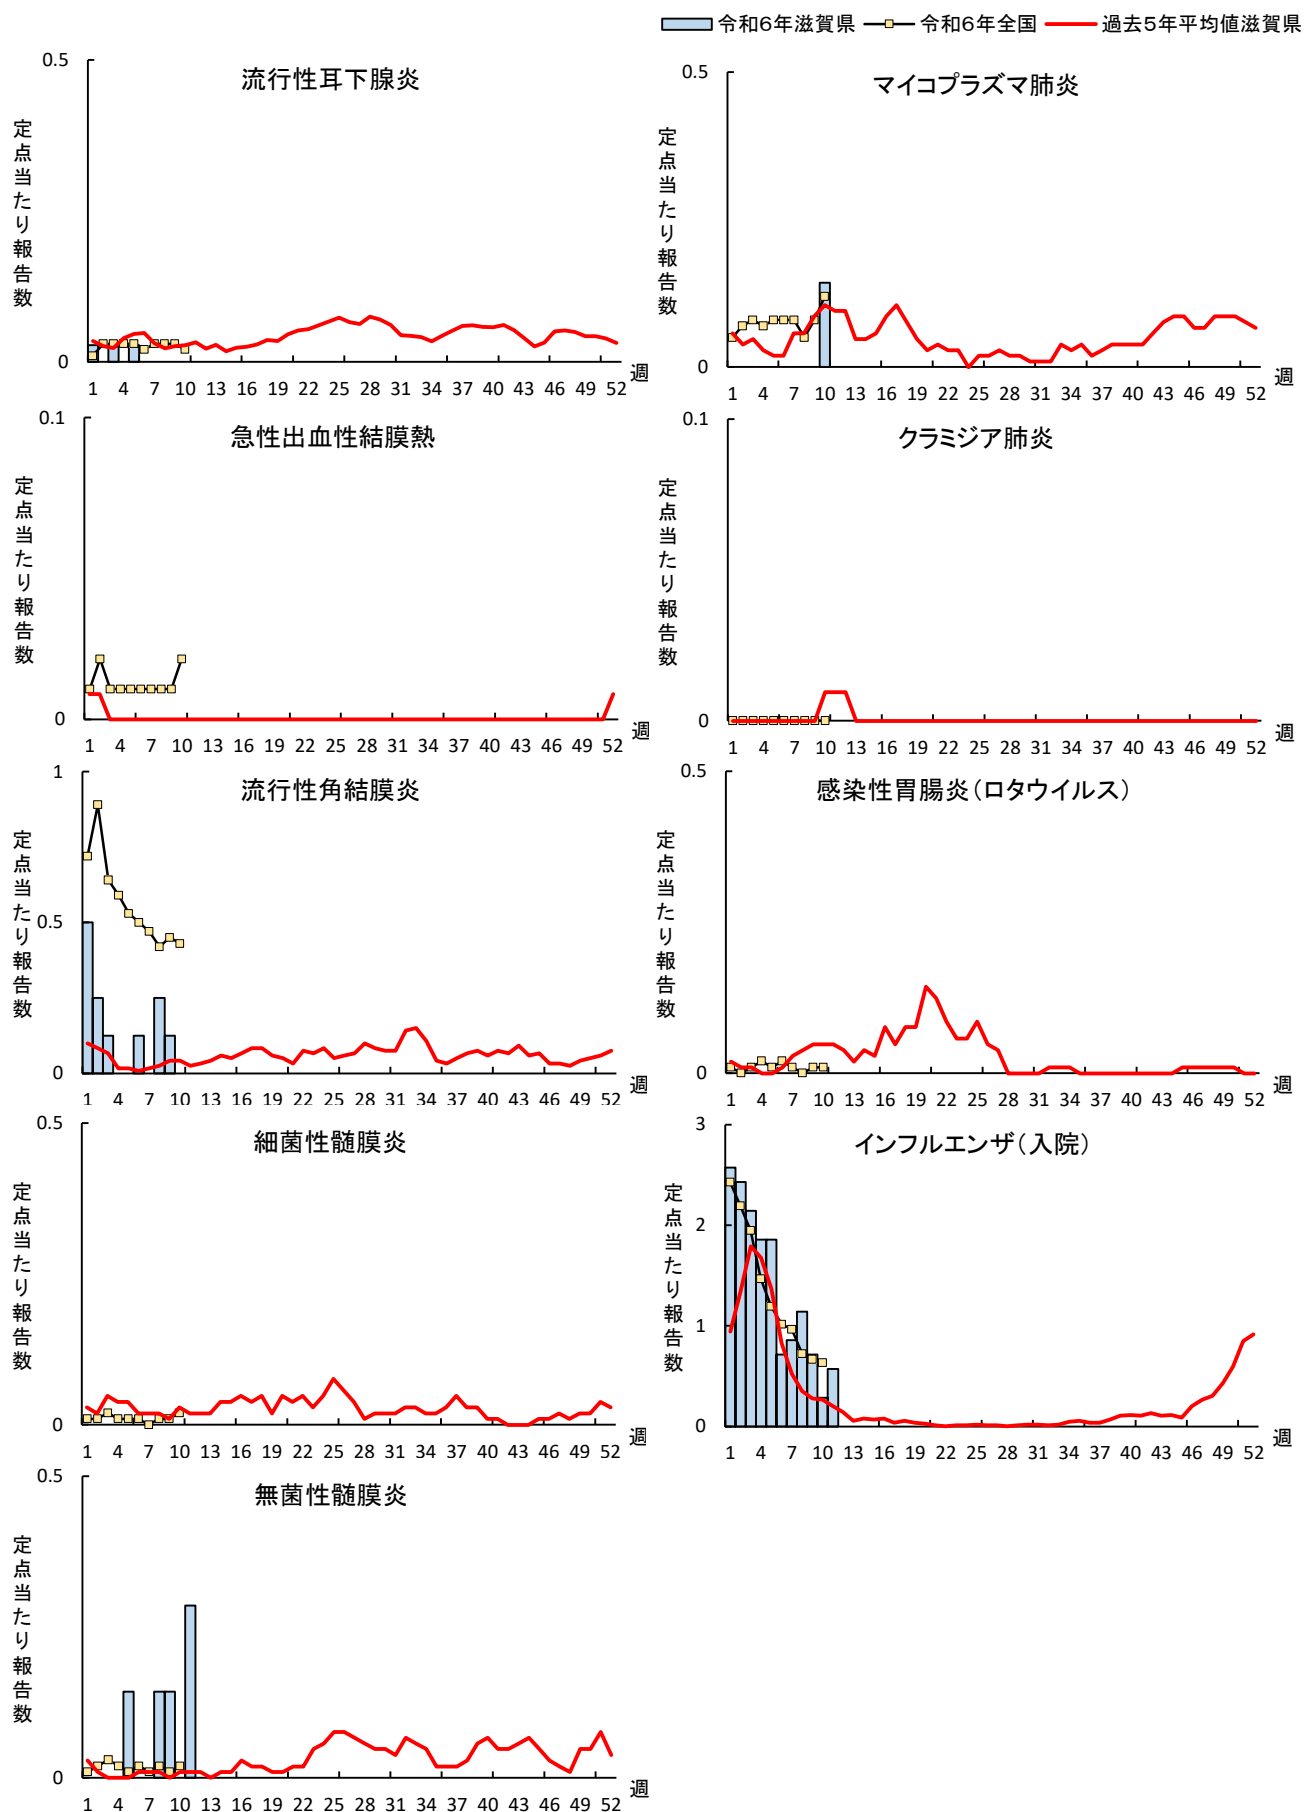 令和6年滋賀県 令和6年全国 過去5年平均値滋賀県
流行性耳下腺炎
定点当たり報告数
0.5
0
1 4 7 10 13 16 19 22 25 28 31 34 37 40 43 46 49 52 週
マイコプラズマ肺炎
定点当たり報告数
0.5
0
1 4 7 10 13 16 19 22 25 28 31 34 37 40 43 46 49 52 週
急性出血性結膜熱
定点当たり報告数
0.1
0
1 4 7 10 13 16 19 22 25 28 31 34 37 40 43 46 49 52 週
クラミジア肺炎
定点当たり報告数
0.1
0
1 4 7 10 13 16 19 22 25 28 31 34 37 40 43 46 49 52 週
流行性角結膜炎
定点当たり報告数
1
0.5
0
1 4 7 10 13 16 19 22 25 28 31 34 37 40 43 46 49 52 週
感染性胃腸炎(ロタウイルス)
定点当たり報告数
0.5
0
1 4 7 10 13 16 19 22 25 28 31 34 37 40 43 46 49 52 週
細菌性髄膜炎
定点当たり報告数
0.5
0
1 4 7 10 13 16 19 22 25 28 31 34 37 40 43 46 49 52 週
インフルエンザ(入院)
定点当たり報告数
3
2
1
0
1 4 7 10 13 16 19 22 25 28 31 34 37 40 43 46 49 52 週
無菌性髄膜炎
定点当たり報告数
0.5
0
1 4 7 10 13 16 19 22 25 28 31 34 37 40 43 46 49 52 週